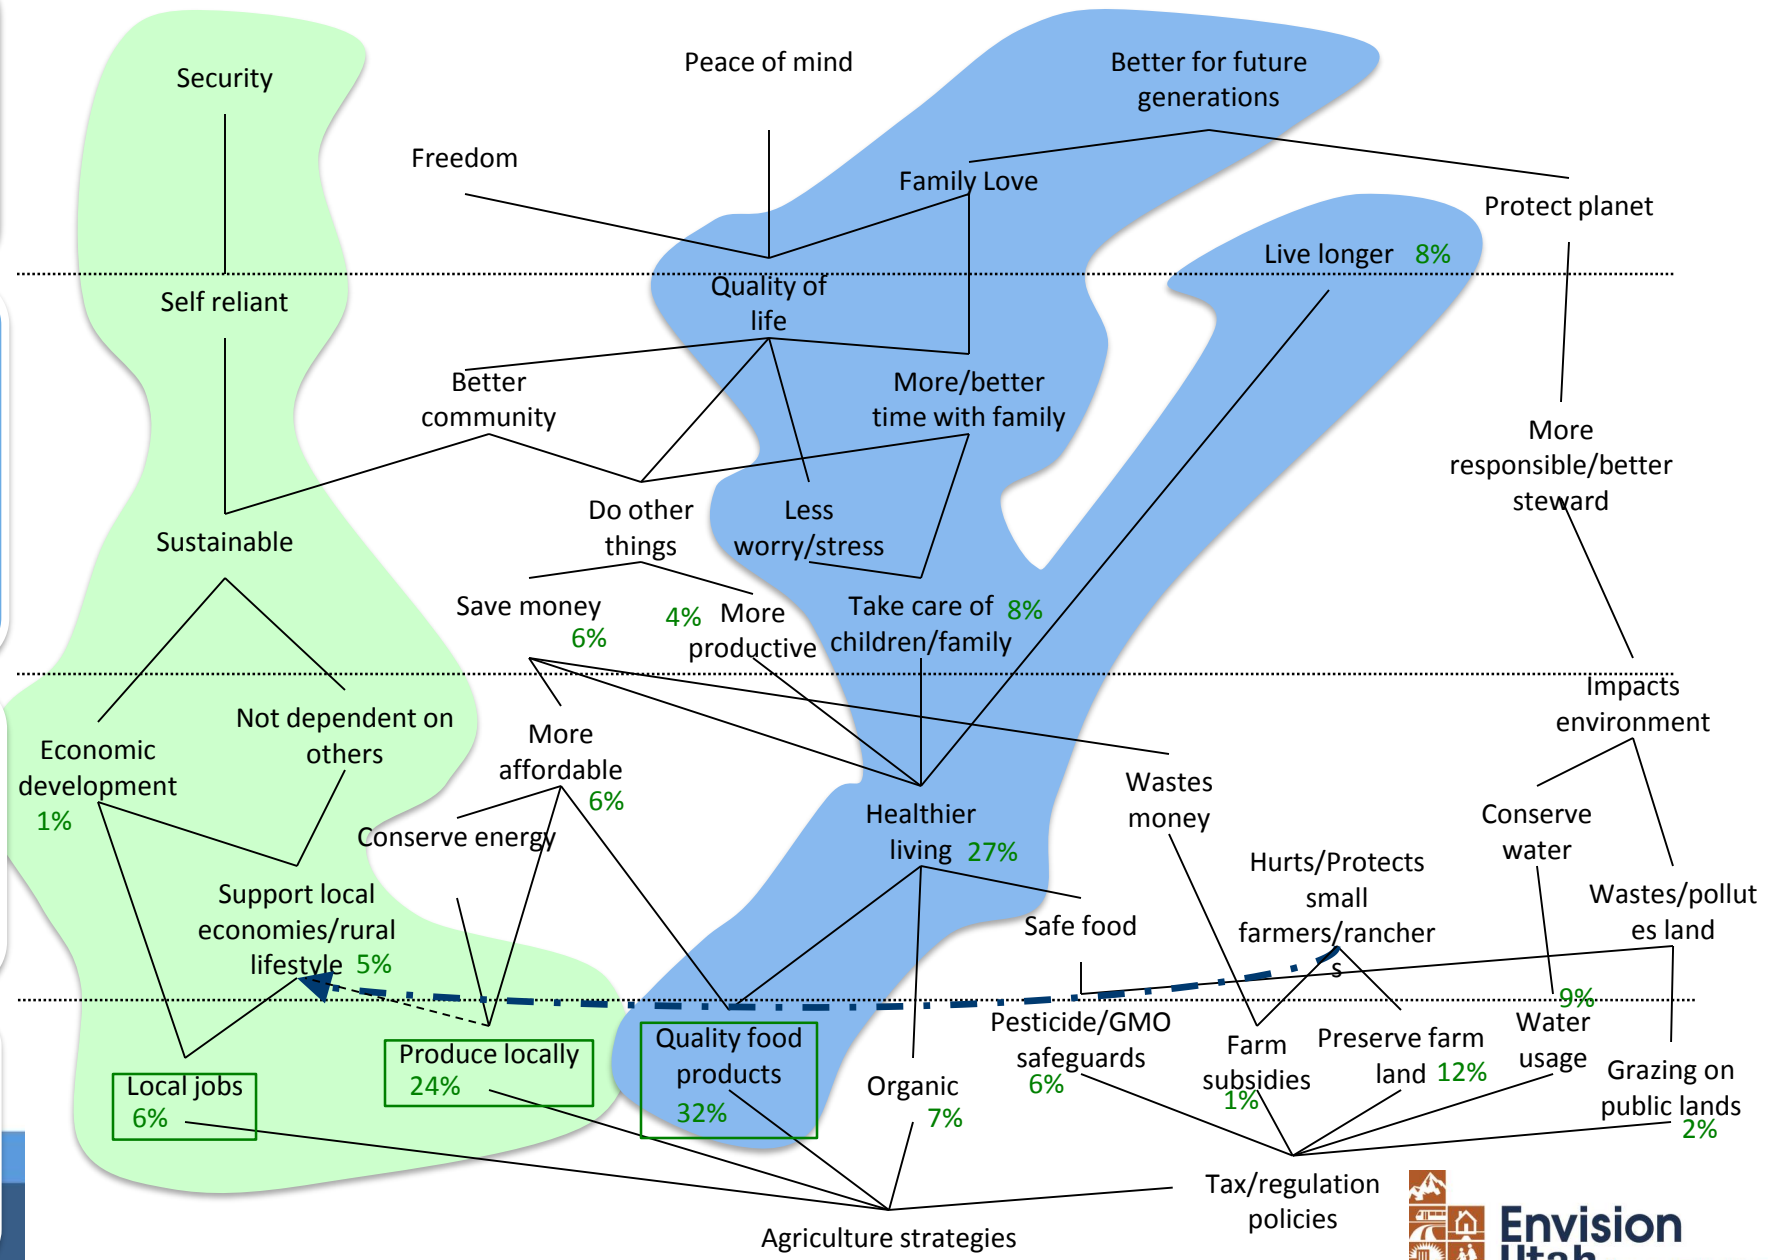 Security
Peace of mind
Better for future
generations
Freedom
Family Love
Protect planet
Live longer 8%
Self reliant
Quality of
life
Better
community
More/better
time with family
More
responsible/better
steward
Sustainable
Do other
things
Less
worry/stress
Save money
6%
4% More
productive
Take care of 8%
children/family
Impacts
environment
Economic
development
1%
Not dependent on
others
More
affordable
6%
Conserve energy
Healthier
living 27%
Wastes
money
Conserve
water
Hurts/Protects
small
farmers/rancher
s
Wastes/pollut
es land
Support local
economies/rural
lifestyle 5%
Safe food
Local jobs
6%
Produce locally
24%
Quality food
products
32%
Organic
7%
Pesticide/GMO
safeguards
6%
Farm
subsidies
1%
Preserve farm
land 12%
9%
Water
usage
Grazing on
public lands
2%
Agriculture strategies
Tax/regulation
policies
Envision
Utah